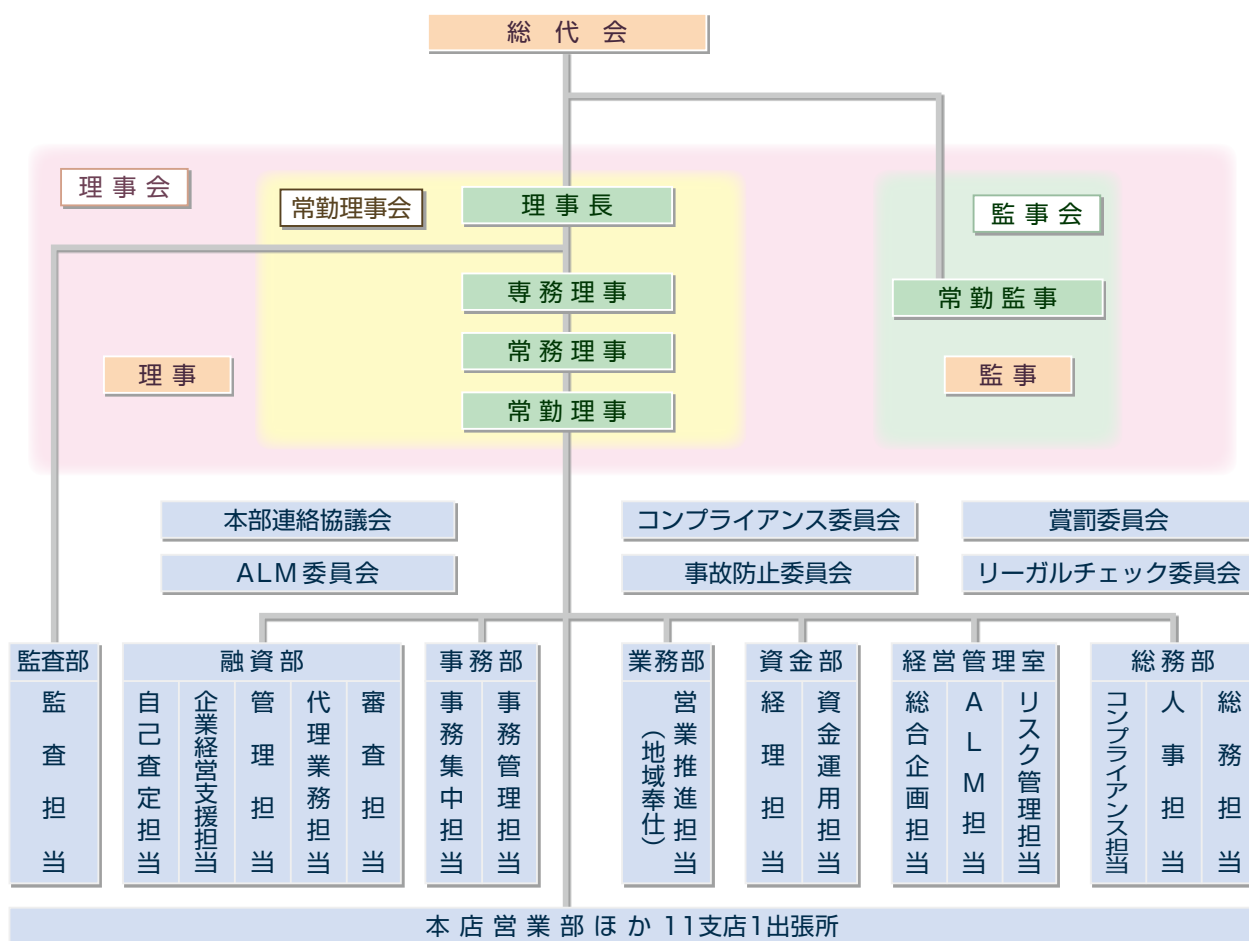 総代会
理事会
常勤理事会
理事長
監事会
専務理事
常勤監事
常務理事
理事
監事
常勤理事
本部連絡協議会
コンプライアンス委員会
賞罰委員会
ALM委員会
事故防止委員会
リーガルチェック委員会
監査部
監査担当
融資部
自己査定担当
企業経営支援担当
管理担当
代理業務担当
審査担当
事務部
事務集中担当
事務管理担当
業務部
営業推進担当
（地域奉仕）
資金部
経理担当
資金運用担当
経営管理室
総合企画担当
ALM担当
リスク管理担当
総務部
コンプライアンス担当
人事担当
総務担当
本店営業部ほか11支店1出張所